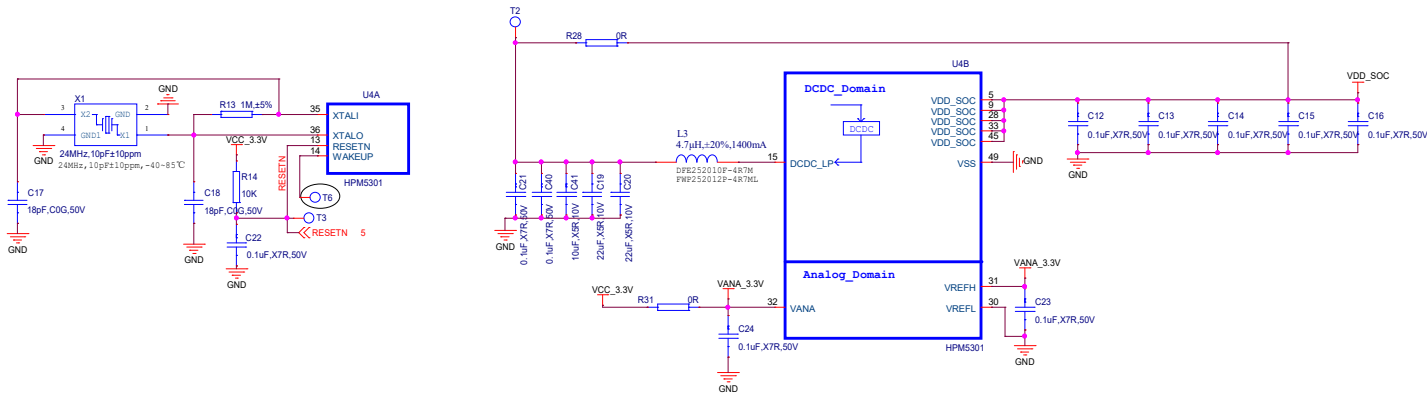 T2
R28
0R
U4B
VDD_SOC
GND
X1
3
X2
GND
2
4
GND1
X1
1
GND
24MHz,10pF±10ppm
24MHz,10pF±10ppm,-40~85℃
R13
1M,±5%
U4A
35
XTALI
36
XTALO
13
RESETN
14
WAKEUP
HPM5301
VCC_3.3V
RESETN
R14
10K
T6
T3
RESETN
5
C17
18pF,C0G,50V
GND
C18
18pF,C0G,50V
GND
C22
0.1uF,X7R,50V
GND
DCDC_Domain
DCDC
L3
4.7µH,±20%,1400mA
DFE252010F-4R7M
FWP252012P-4R7ML
15
DCDC_LP
C21
0.1uF,X7R,50V
C40
0.1uF,X7R,50V
C41
10uF,X5R,10V
C19
22uF,X5R,10V
C20
22uF,X5R,10V
GND
VDD_SOC
5
VDD_SOC
9
VDD_SOC
28
VDD_SOC
33
VDD_SOC
45
VSS
49
GND
C12
0.1uF,X7R,50V
C13
0.1uF,X7R,50V
C14
0.1uF,X7R,50V
C15
0.1uF,X7R,50V
C16
0.1uF,X7R,50V
GND
Analog_Domain
VCC_3.3V
R31
0R
VANA_3.3V
32
VANA
C24
0.1uF,X7R,50V
GND
VREFH
31
VREFL
30
VANA_3.3V
C23
0.1uF,X7R,50V
GND
HPM5301